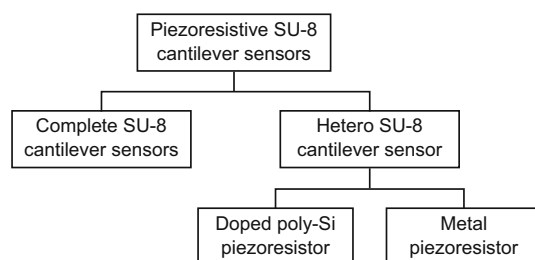 Piezoresistive SU-8
cantilever sensors
Complete SU-8
cantilever sensors
Hetero SU-8
cantilever sensor
Doped poly-Si
piezoresistor
Metal
piezoresistor